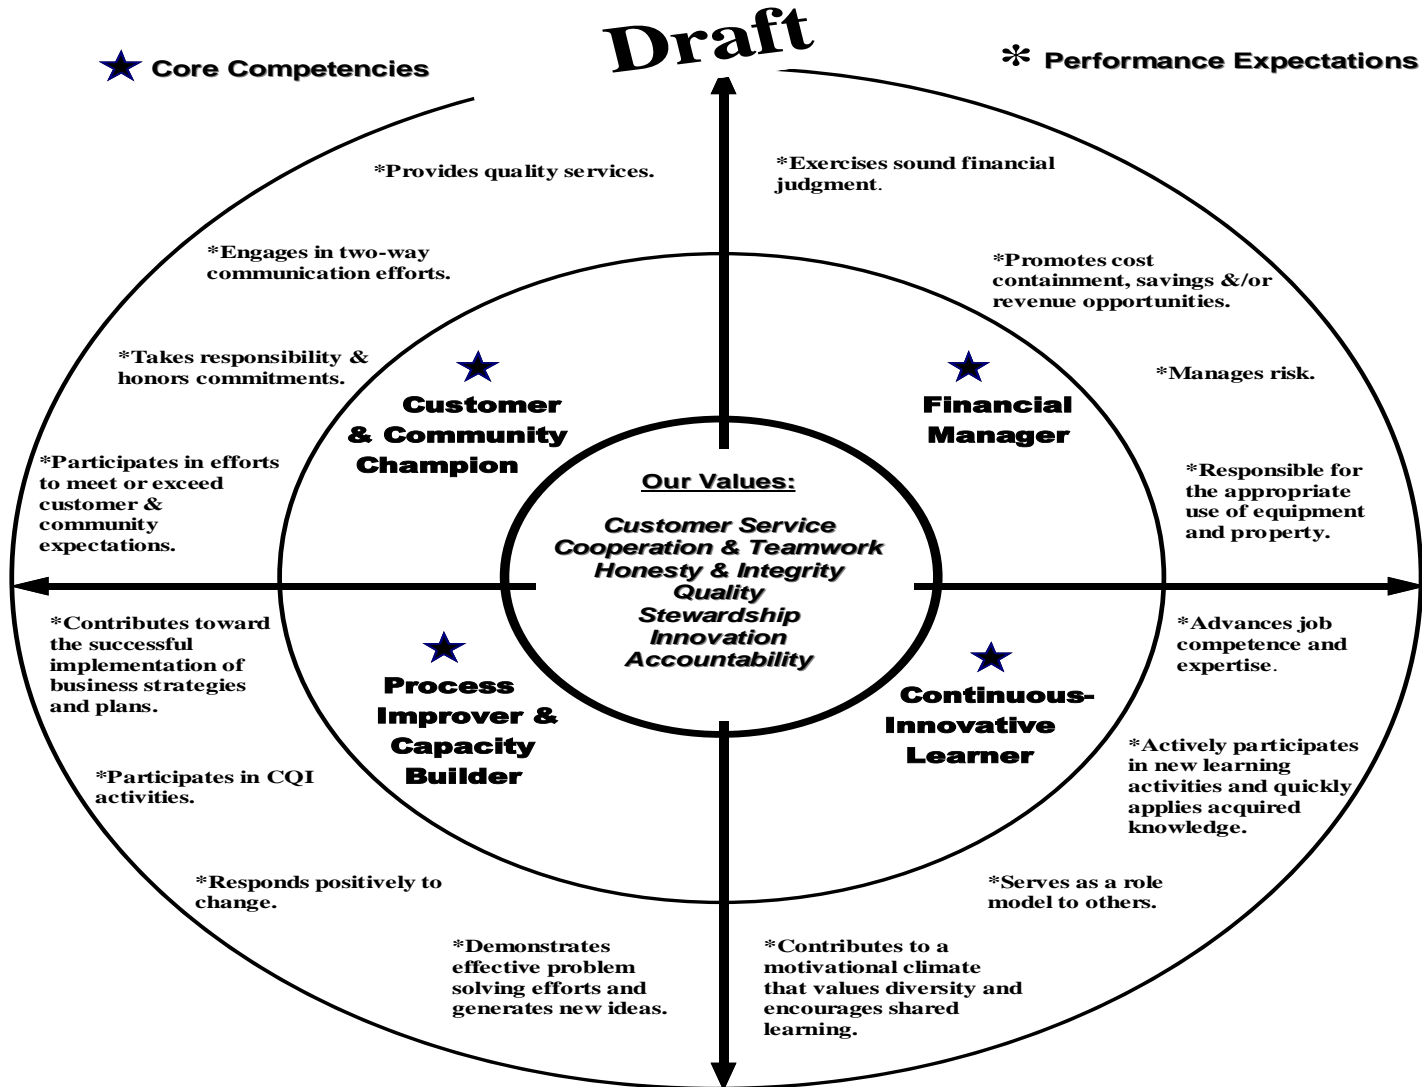 Draft
Core Competencies
* Performance Expectations
*Provides quality services.
*Engages in two-way
communication efforts.
*Takes responsibility &
honors commitments.
*Participates in efforts
to meet or exceed
customer &
community
expectations.
Customer
& Community
Champion
*Exercises sound financial
judgment.
*Promotes cost
containment, savings &/or
revenue opportunities.
*Manages risk.
*Responsible for
the appropriate
use of equipment
and property.
Financial
Manager
Our Values:
Customer Service
Cooperation & Teamwork
Honesty & Integrity
Quality
Stewardship
Innovation
Accountability
*Contributes toward
the successful
implementation of
business strategies
and plans.
*Participates in CQI
activities.
*Responds positively to
change.
*Demonstrates
effective problem
solving efforts and
generates new ideas.
Process
Improver &
Capacity
Builder
Continuous-
Innovative
Learner
*Advances job
competence and
expertise.
*Actively participates
in new learning
activities and quickly
applies acquired
knowledge.
*Serves as a role
model to others.
*Contributes to a
motivational climate
that values diversity and
encourages shared
learning.